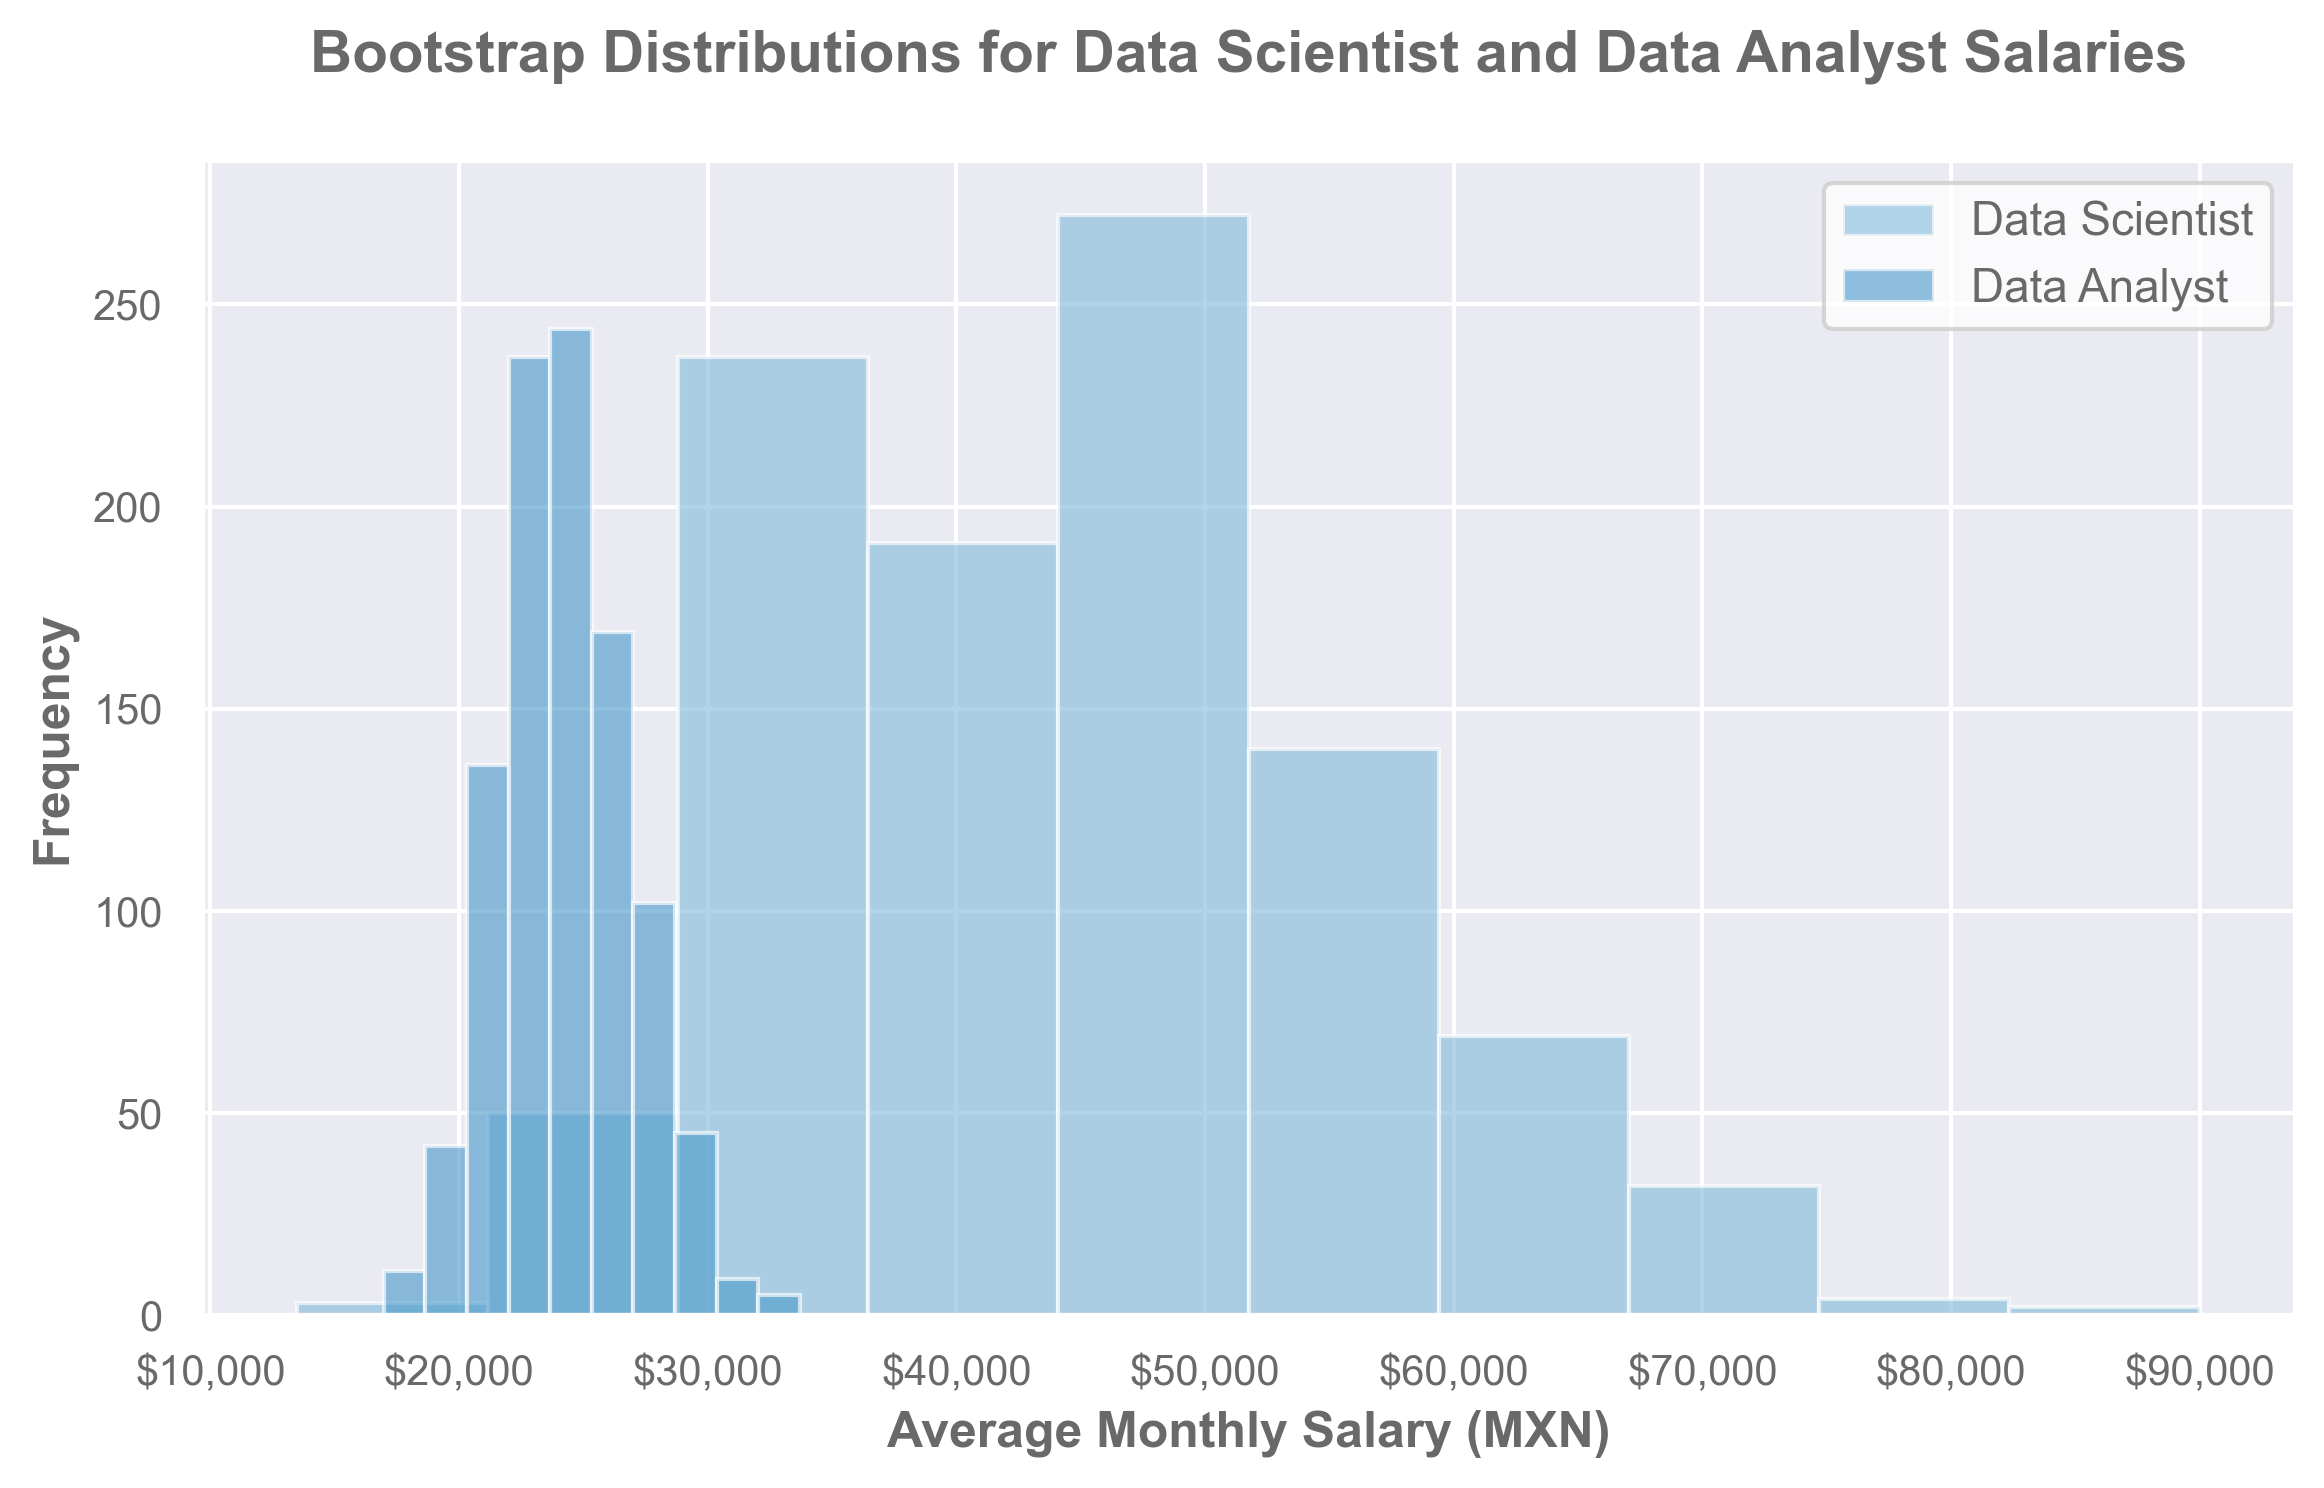 Bootstrap Distributions for Data Scientist and Data Analyst Salaries
Data Scientist
Data Analyst
250
200
150
100
50
0
Frequency
$10,000 $20,000 $30,000 $40,000 $50,000 $60,000 $70,000 $80,000 $90,000
Average Monthly Salary (MXN)